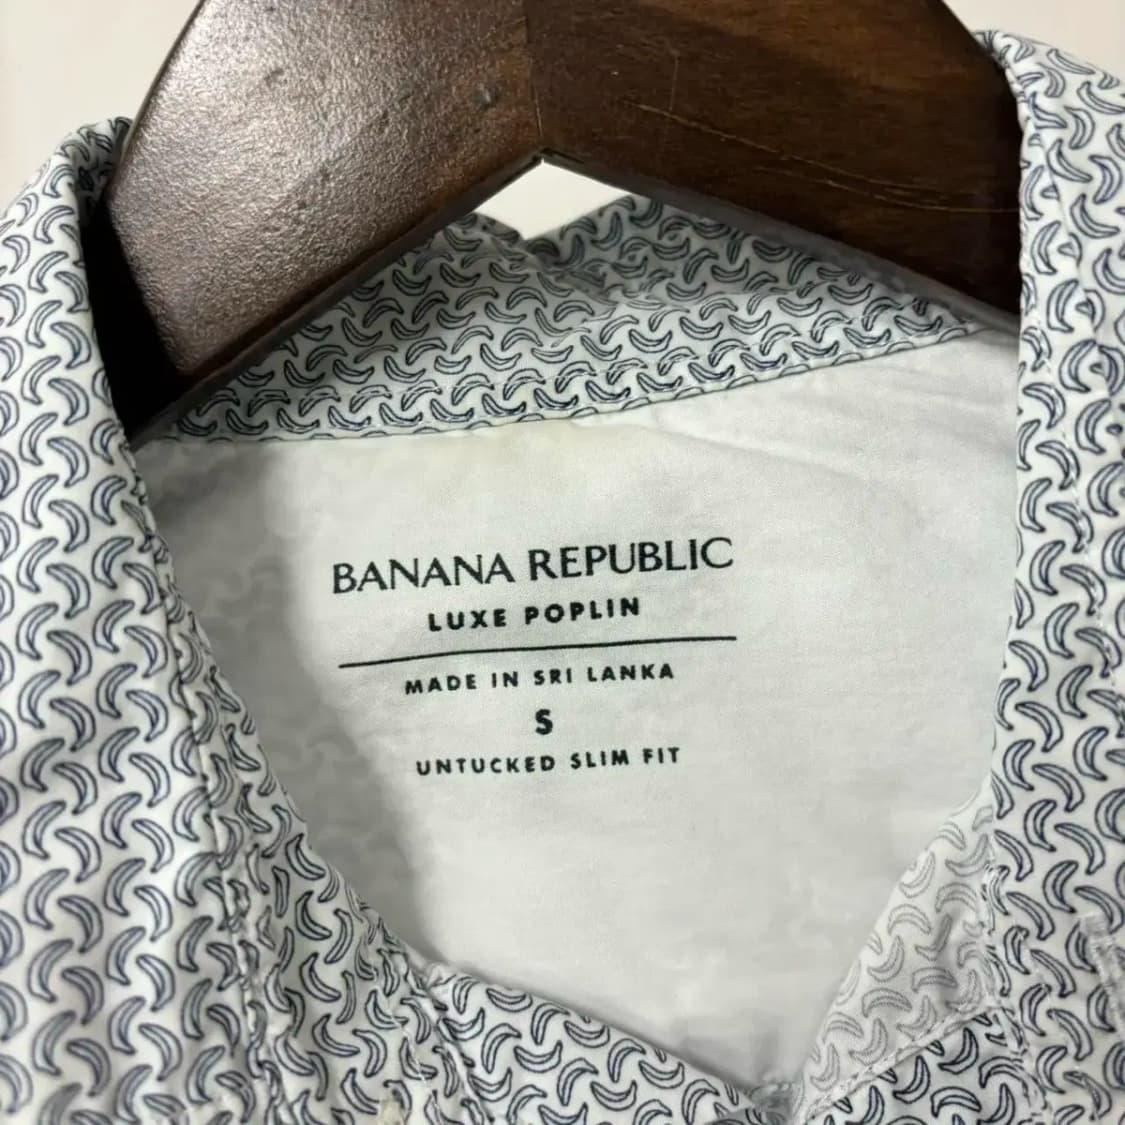 BANANA REPUBLIC
LUXE POPLIN
MADE IN SRI LANKA
S
UNTUCKED SLIM FIT